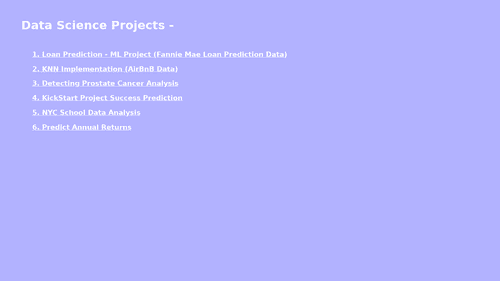 Data Science Projects -
1. Loan Prediction - ML Project (Fannie Mae Loan Prediction Data)
2. KNN Implementation (AirBnB Data)
3. Detecting Prostate Cancer Analysis
4. KickStart Project Success Prediction
5. NYC School Data Analysis
6. Predict Annual Returns